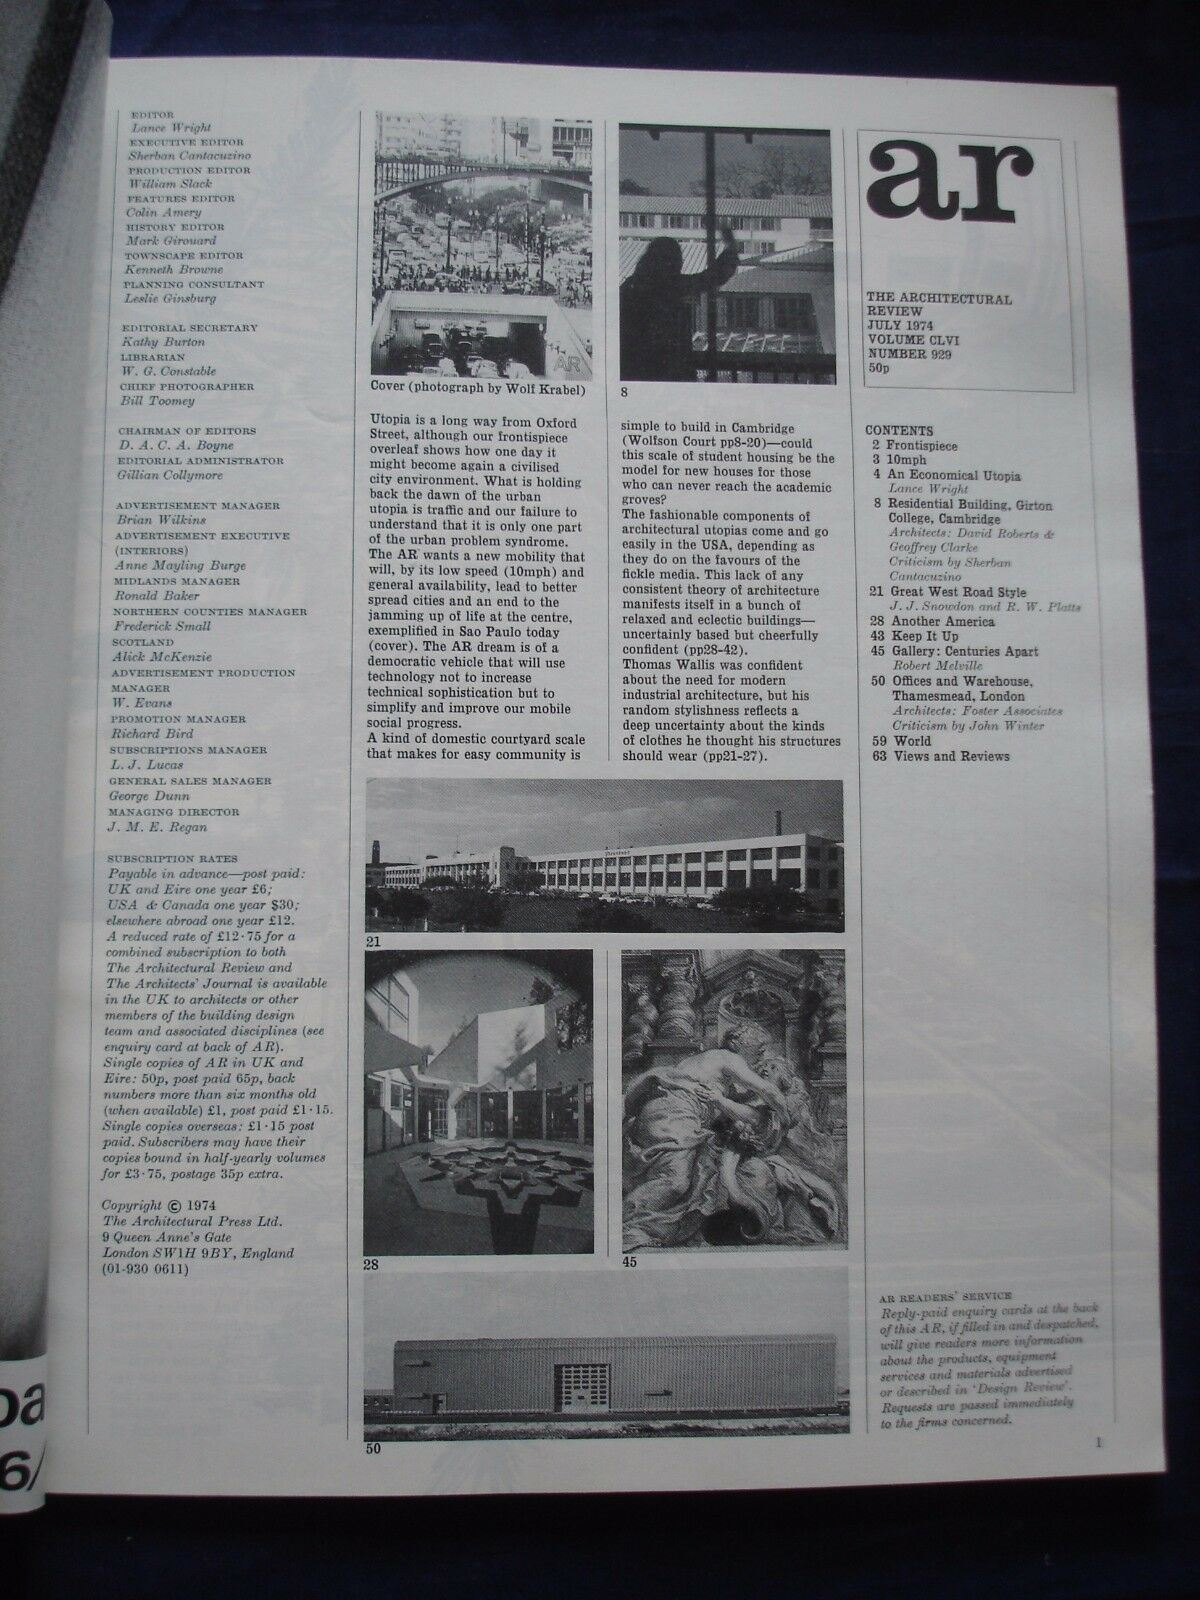 EDITOR
Lance Wright
EXECUTIVE EDITOR
Sherban Cantacuzino
PRODUCTION EDITOR
William Slack
FEATURES EDITOR
Colin Amery
HISTORY EDITOR
Mark Girouard
TOWNSCAPE EDITOR
Kenneth Browne
PLANNING CONSULTANT
Leslie Ginsburg
EDITORIAL SECRETARY
Kathy Burton
LIBRARIAN
W. G. Constable
CHIEF PHOTOGRAPHER
Bill Toomey
CHAIRMAN OF EDITORS
D. A. C. A. Boyne
EDITORIAL ADMINISTRATOR
Gillian Collymore
ADVERTISEMENT MANAGER
Brian Wilkins
ADVERTISEMENT EXECUTIVE
(INTERIORS)
Anne Mayling Burge
MIDLANDS MANAGER
Ronald Baker
NORTHERN COUNTIES MANAGER
Frederick Small
SCOTLAND
Alick McKenzie
ADVERTISEMENT PRODUCTION
MANAGER
W. Evans
PROMOTION MANAGER
Richard Bird
SUBSCRIPTIONS MANAGER
L. J. Lucas
GENERAL SALES MANAGER
George Dunn
MANAGING DIRECTOR
J. M. E. Regan
SUBSCRIPTION RATES
Payable in advance—post paid:
UK and Eire one year £6;
USA & Canada one year $30;
elsewhere abroad one year £12.
A reduced rate of £12·75 for a
combined subscription to both
The Architectural Review and
The Architects' Journal is available
in the UK to architects or other
members of the building design
team and associated disciplines (see
enquiry card at back of AR).
Single copies of AR in UK and
Eire: 50p, post paid 65p, back
numbers more than six months old
(when available) £1, post paid £1·15.
Single copies overseas: £1·15 post
paid. Subscribers may have their
copies bound in half-yearly volumes
for £3·75, postage 35p extra.
Copyright © 1974
The Architectural Press Ltd.
9 Queen Anne's Gate
London SW1H 9BY, England
(01-930 0611)
AR
Cover (photograph by Wolf Krabel)
Utopia is a long way from Oxford
Street, although our frontispiece
overleaf shows how one day it
might become again a civilised
city environment. What is holding
back the dawn of the urban
utopia is traffic and our failure to
understand that it is only one part
of the urban problem syndrome.
The AR wants a new mobility that
will, by its low speed (10mph) and
general availability, lead to better
spread cities and an end to the
jamming up of life at the centre,
exemplified in Sao Paulo today
(cover). The AR dream is of a
democratic vehicle that will use
technology not to increase
technical sophistication but to
simplify and improve our mobile
social progress.
A kind of domestic courtyard scale
that makes for easy community is
8
simple to build in Cambridge
(Wolfson Court pp8-20)—could
this scale of student housing be the
model for new houses for those
who can never reach the academic
groves?
The fashionable components of
architectural utopias come and go
easily in the USA, depending as
they do on the favours of the
fickle media. This lack of any
consistent theory of architecture
manifests itself in a bunch of
relaxed and eclectic buildings—
uncertainly based but cheerfully
confident (pp28-42).
Thomas Wallis was confident
about the need for modern
industrial architecture, but his
random stylishness reflects a
deep uncertainty about the kinds
of clothes he thought his structures
should wear (pp21-27).
21
28
45
50
ar
THE ARCHITECTURAL
REVIEW
JULY 1974
VOLUME CLVI
NUMBER 929
50p
CONTENTS
2 Frontispiece
3 10mph
4 An Economical Utopia
Lance Wright
8 Residential Building, Girton
College, Cambridge
Architects: David Roberts &
Geoffrey Clarke
Criticism by Sherban
Cantacuzino
21 Great West Road Style
J. J. Snowdon and R. W. Platts
28 Another America
43 Keep It Up
45 Gallery: Centuries Apart
Robert Melville
50 Offices and Warehouse,
Thamesmead, London
Architects: Foster Associates
Criticism by John Winter
59 World
63 Views and Reviews
AR READERS' SERVICE
Reply-paid enquiry cards at the back
of this AR, if filled in and despatched,
will give readers more information
about the products, equipment
services and materials advertised
or described in 'Design Review'.
Requests are passed immediately
to the firms concerned.
1